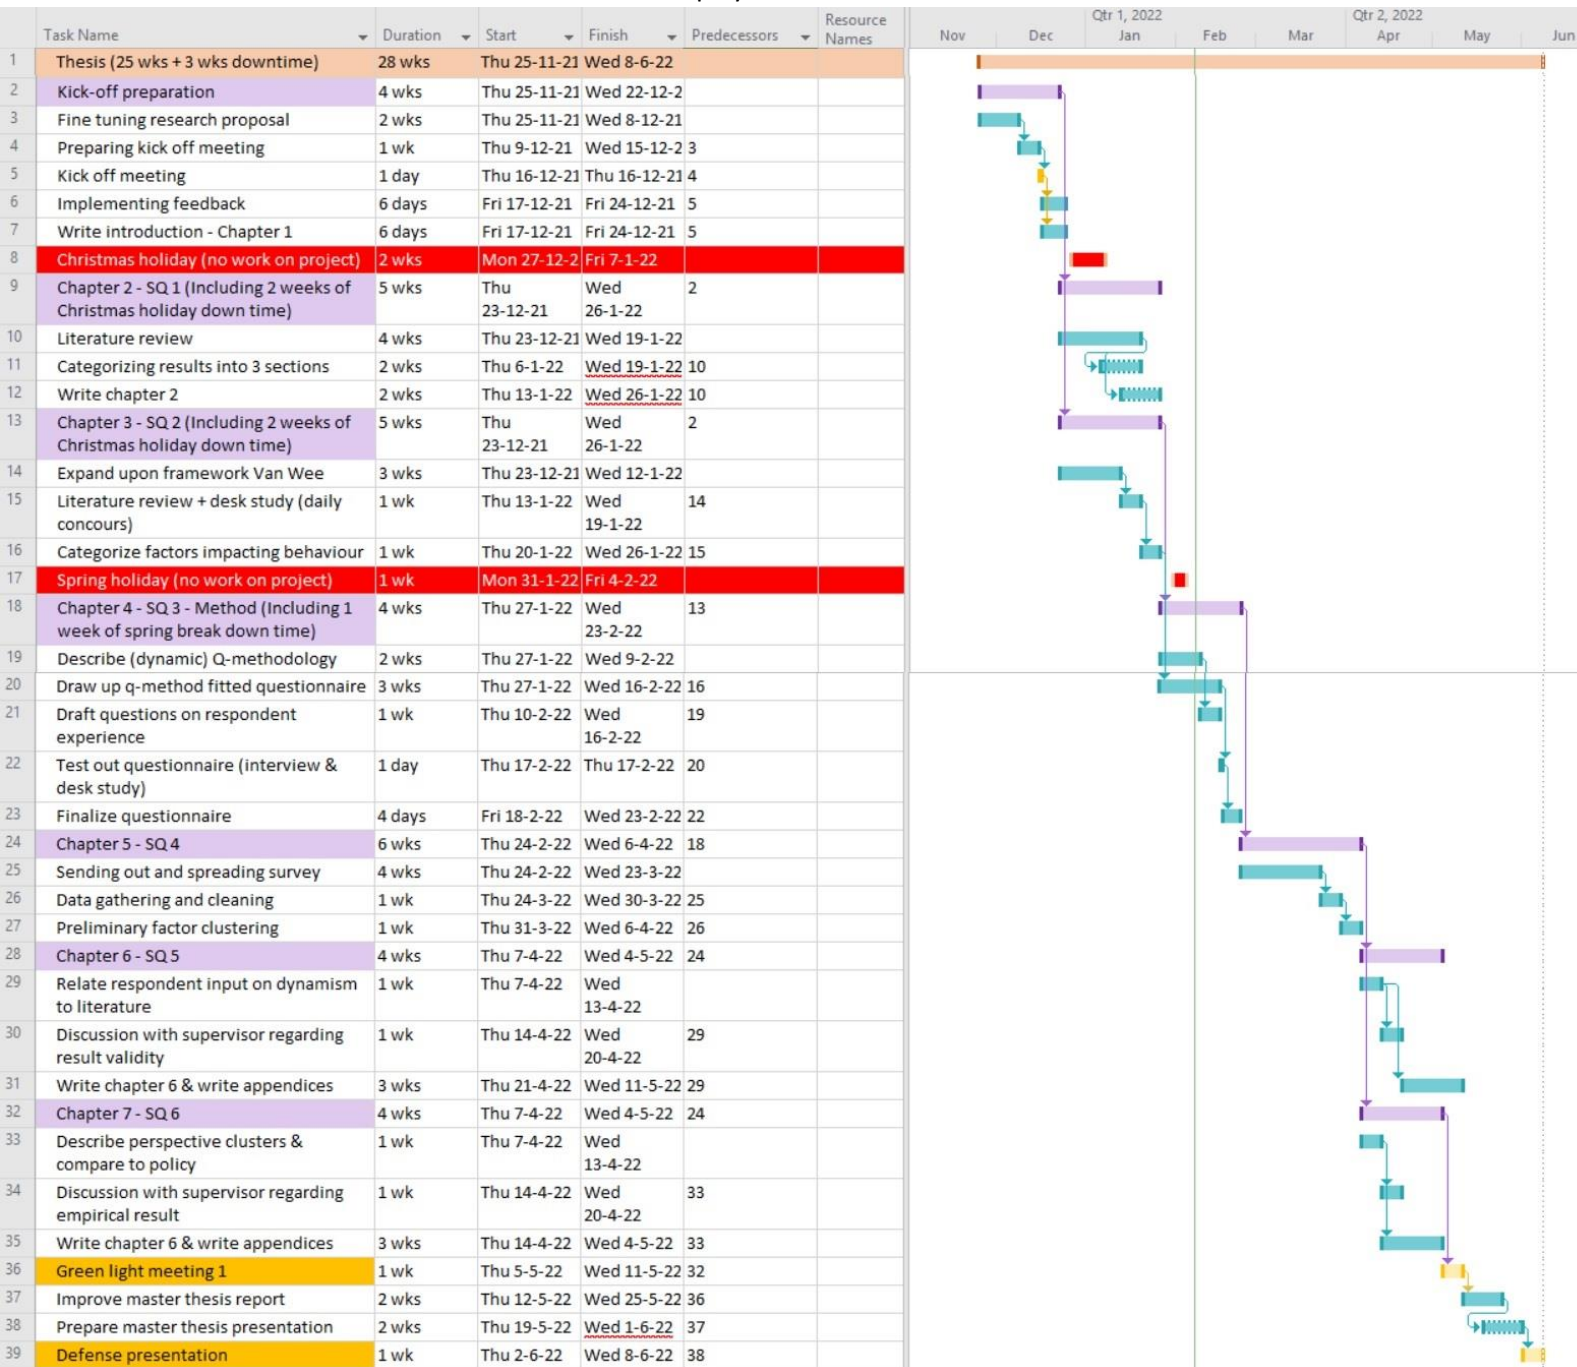 Qtr 1, 2022 Qtr 2, 2022
Task Name Duration Start Finish Predecessors Resource Names Nov Dec Jan Feb Mar Apr May Jun
1 Thesis (25 wks + 3 wks downtime) 28 wks Thu 25-11-21 Wed 8-6-22
2 Kick-off preparation 4 wks Thu 25-11-21 Wed 22-12-2
3 Fine tuning research proposal 2 wks Thu 25-11-21 Wed 8-12-21
4 Preparing kick off meeting 1 wk Thu 9-12-21 Wed 15-12-2 3
5 Kick off meeting 1 day Thu 16-12-21 Thu 16-12-21 4
6 Implementing feedback 6 days Fri 17-12-21 Fri 24-12-21 5
7 Write introduction - Chapter 1 6 days Fri 17-12-21 Fri 24-12-21 5
8 Christmas holiday (no work on project) 2 wks Mon 27-12-2 Fri 7-1-22
9 Chapter 2 - SQ 1 (Including 2 weeks of 5 wks Thu Wed 2
Christmas holiday down time) 23-12-21 26-1-22
10 Literature review 4 wks Thu 23-12-21 Wed 19-1-22
11 Categorizing results into 3 sections 2 wks Thu 6-1-22 Wed 19-1-22 10
12 Write chapter 2 2 wks Thu 13-1-22 Wed 26-1-22 10
13 Chapter 3 - SQ 2 (Including 2 weeks of 5 wks Thu Wed 2
Christmas holiday down time) 23-12-21 26-1-22
14 Expand upon framework Van Wee 3 wks Thu 23-12-21 Wed 12-1-22
15 Literature review + desk study (daily 1 wk Thu 13-1-22 Wed 14
concours) 19-1-22
16 Categorize factors impacting behaviour 1 wk Thu 20-1-22 Wed 26-1-22 15
17 Spring holiday (no work on project) 1 wk Mon 31-1-22 Fri 4-2-22
18 Chapter 4 - SQ 3 - Method (Including 1 4 wks Thu 27-1-22 Wed 13
week of spring break down time) 23-2-22
19 Describe (dynamic) Q-methodology 2 wks Thu 27-1-22 Wed 9-2-22
20 Draw up q-method fitted questionnaire 3 wks Thu 27-1-22 Wed 16-2-22 16
21 Draft questions on respondent 1 wk Thu 10-2-22 Wed 19
experience 16-2-22
22 Test out questionnaire (interview & 1 day Thu 17-2-22 Thu 17-2-22 20
desk study)
23 Finalize questionnaire 4 days Fri 18-2-22 Wed 23-2-22 22
24 Chapter 5 - SQ 4 6 wks Thu 24-2-22 Wed 6-4-22 18
25 Sending out and spreading survey 4 wks Thu 24-2-22 Wed 23-3-22
26 Data gathering and cleaning 1 wk Thu 24-3-22 Wed 30-3-22 25
27 Preliminary factor clustering 1 wk Thu 31-3-22 Wed 6-4-22 26
28 Chapter 6 - SQ 5 4 wks Thu 7-4-22 Wed 4-5-22 24
29 Relate respondent input on dynamism 1 wk Thu 7-4-22 Wed
to literature 13-4-22
30 Discussion with supervisor regarding 1 wk Thu 14-4-22 Wed 29
result validity 20-4-22
31 Write chapter 6 & write appendices 3 wks Thu 21-4-22 Wed 11-5-22 29
32 Chapter 7 - SQ 6 4 wks Thu 7-4-22 Wed 4-5-22 24
33 Describe perspective clusters & 1 wk Thu 7-4-22 Wed
compare to policy 13-4-22
34 Discussion with supervisor regarding 1 wk Thu 14-4-22 Wed 33
empirical result 20-4-22
35 Write chapter 6 & write appendices 3 wks Thu 14-4-22 Wed 4-5-22 33
36 Green light meeting 1 1 wk Thu 5-5-22 Wed 11-5-22 32
37 Improve master thesis report 2 wks Thu 12-5-22 Wed 25-5-22 36
38 Prepare master thesis presentation 2 wks Thu 19-5-22 Wed 1-6-22 37
39 Defense presentation 1 wk Thu 2-6-22 Wed 8-6-22 38